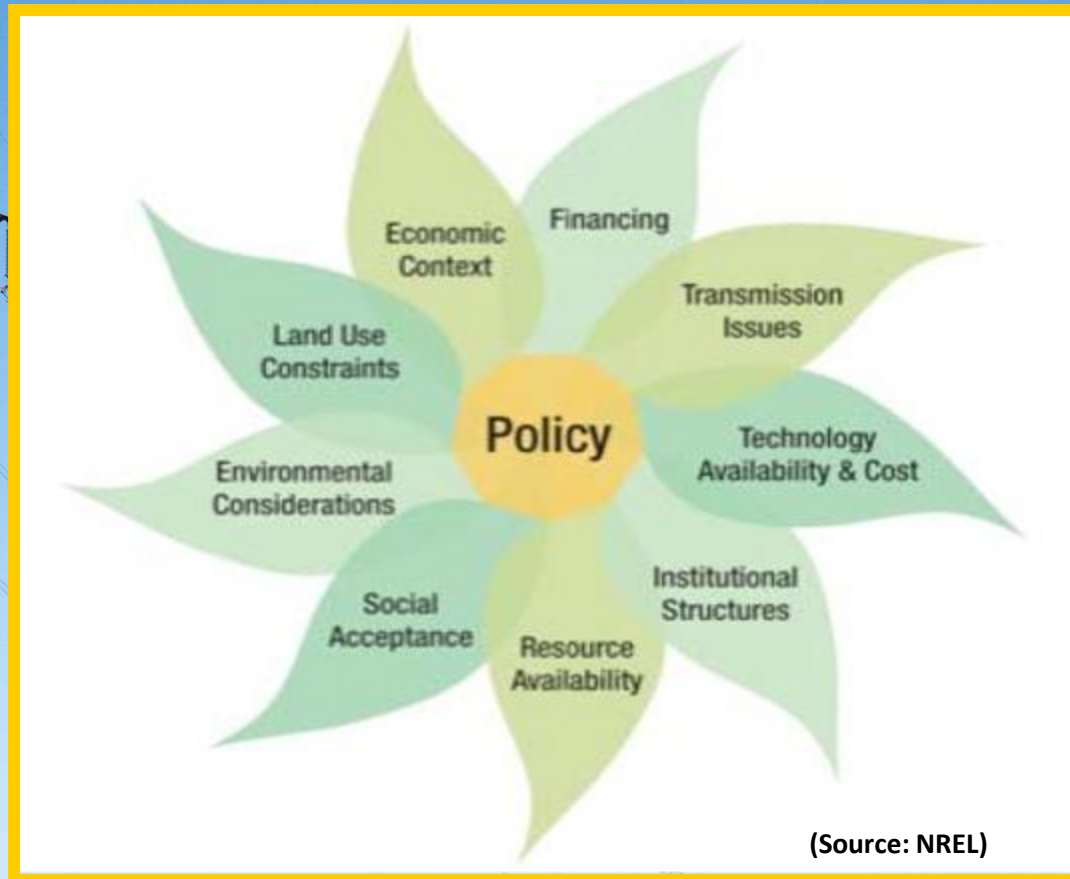 Financing
Economic
Context
Transmission
Issues
Land Use
Constraints
Policy
Technology
Availability & Cost
Environmental
Considerations
Institutional
Structures
Social
Acceptance
Resource
Availability
(Source: NREL)